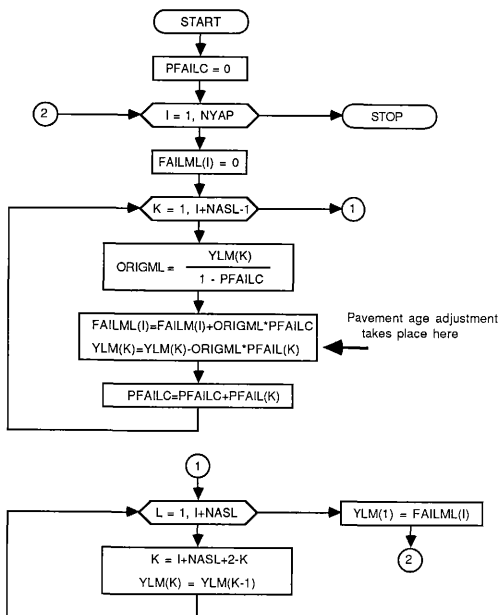 START
PFAILC = 0
2
I = 1, NYAP
STOP
FAILML(I) = 0
K = 1, I+NASL-1
1
ORIGML = YLM(K)
1 - PFAILC
FAILML(I)=FAILM(I)+ORIGML*PFAILC
YLM(K)=YLM(K)-ORIGML*PFAIL(K)
Pavement age adjustment
takes place here
PFAILC=PFAILC+PFAIL(K)
1
L = 1, I+NASL
YLM(1) = FAILML(I)
K = I+NASL+2-K
YLM(K) = YLM(K-1)
2